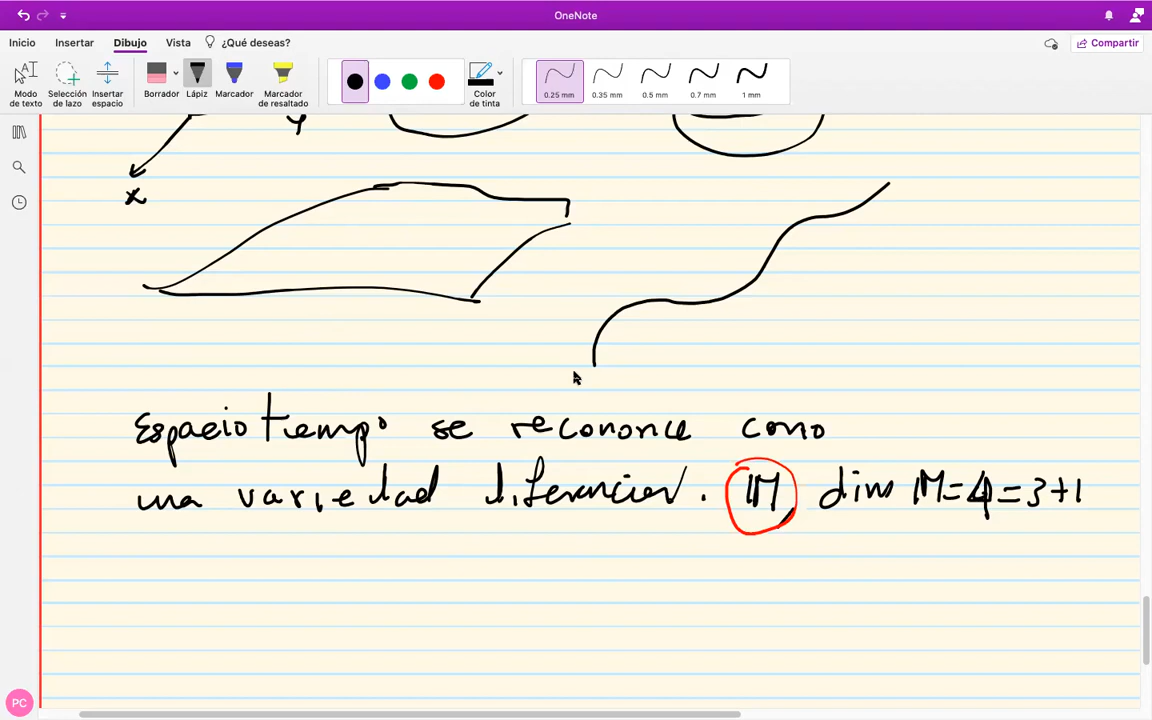 OneNote
Inicio Insertar Dibujo Vista ¿Qué deseas? Compartir
Modo de texto
Selección de lazo
Insertar espacio
Borrador
Lápiz
Marcador
Marcador de resaltado
Color de tinta
0.25 mm 0.35 mm 0.5 mm 0.7 mm 1 mm
y
x
Espacio tiempo se reconoce como
una variedad diferencial. M, dim M=4=3+1
PC